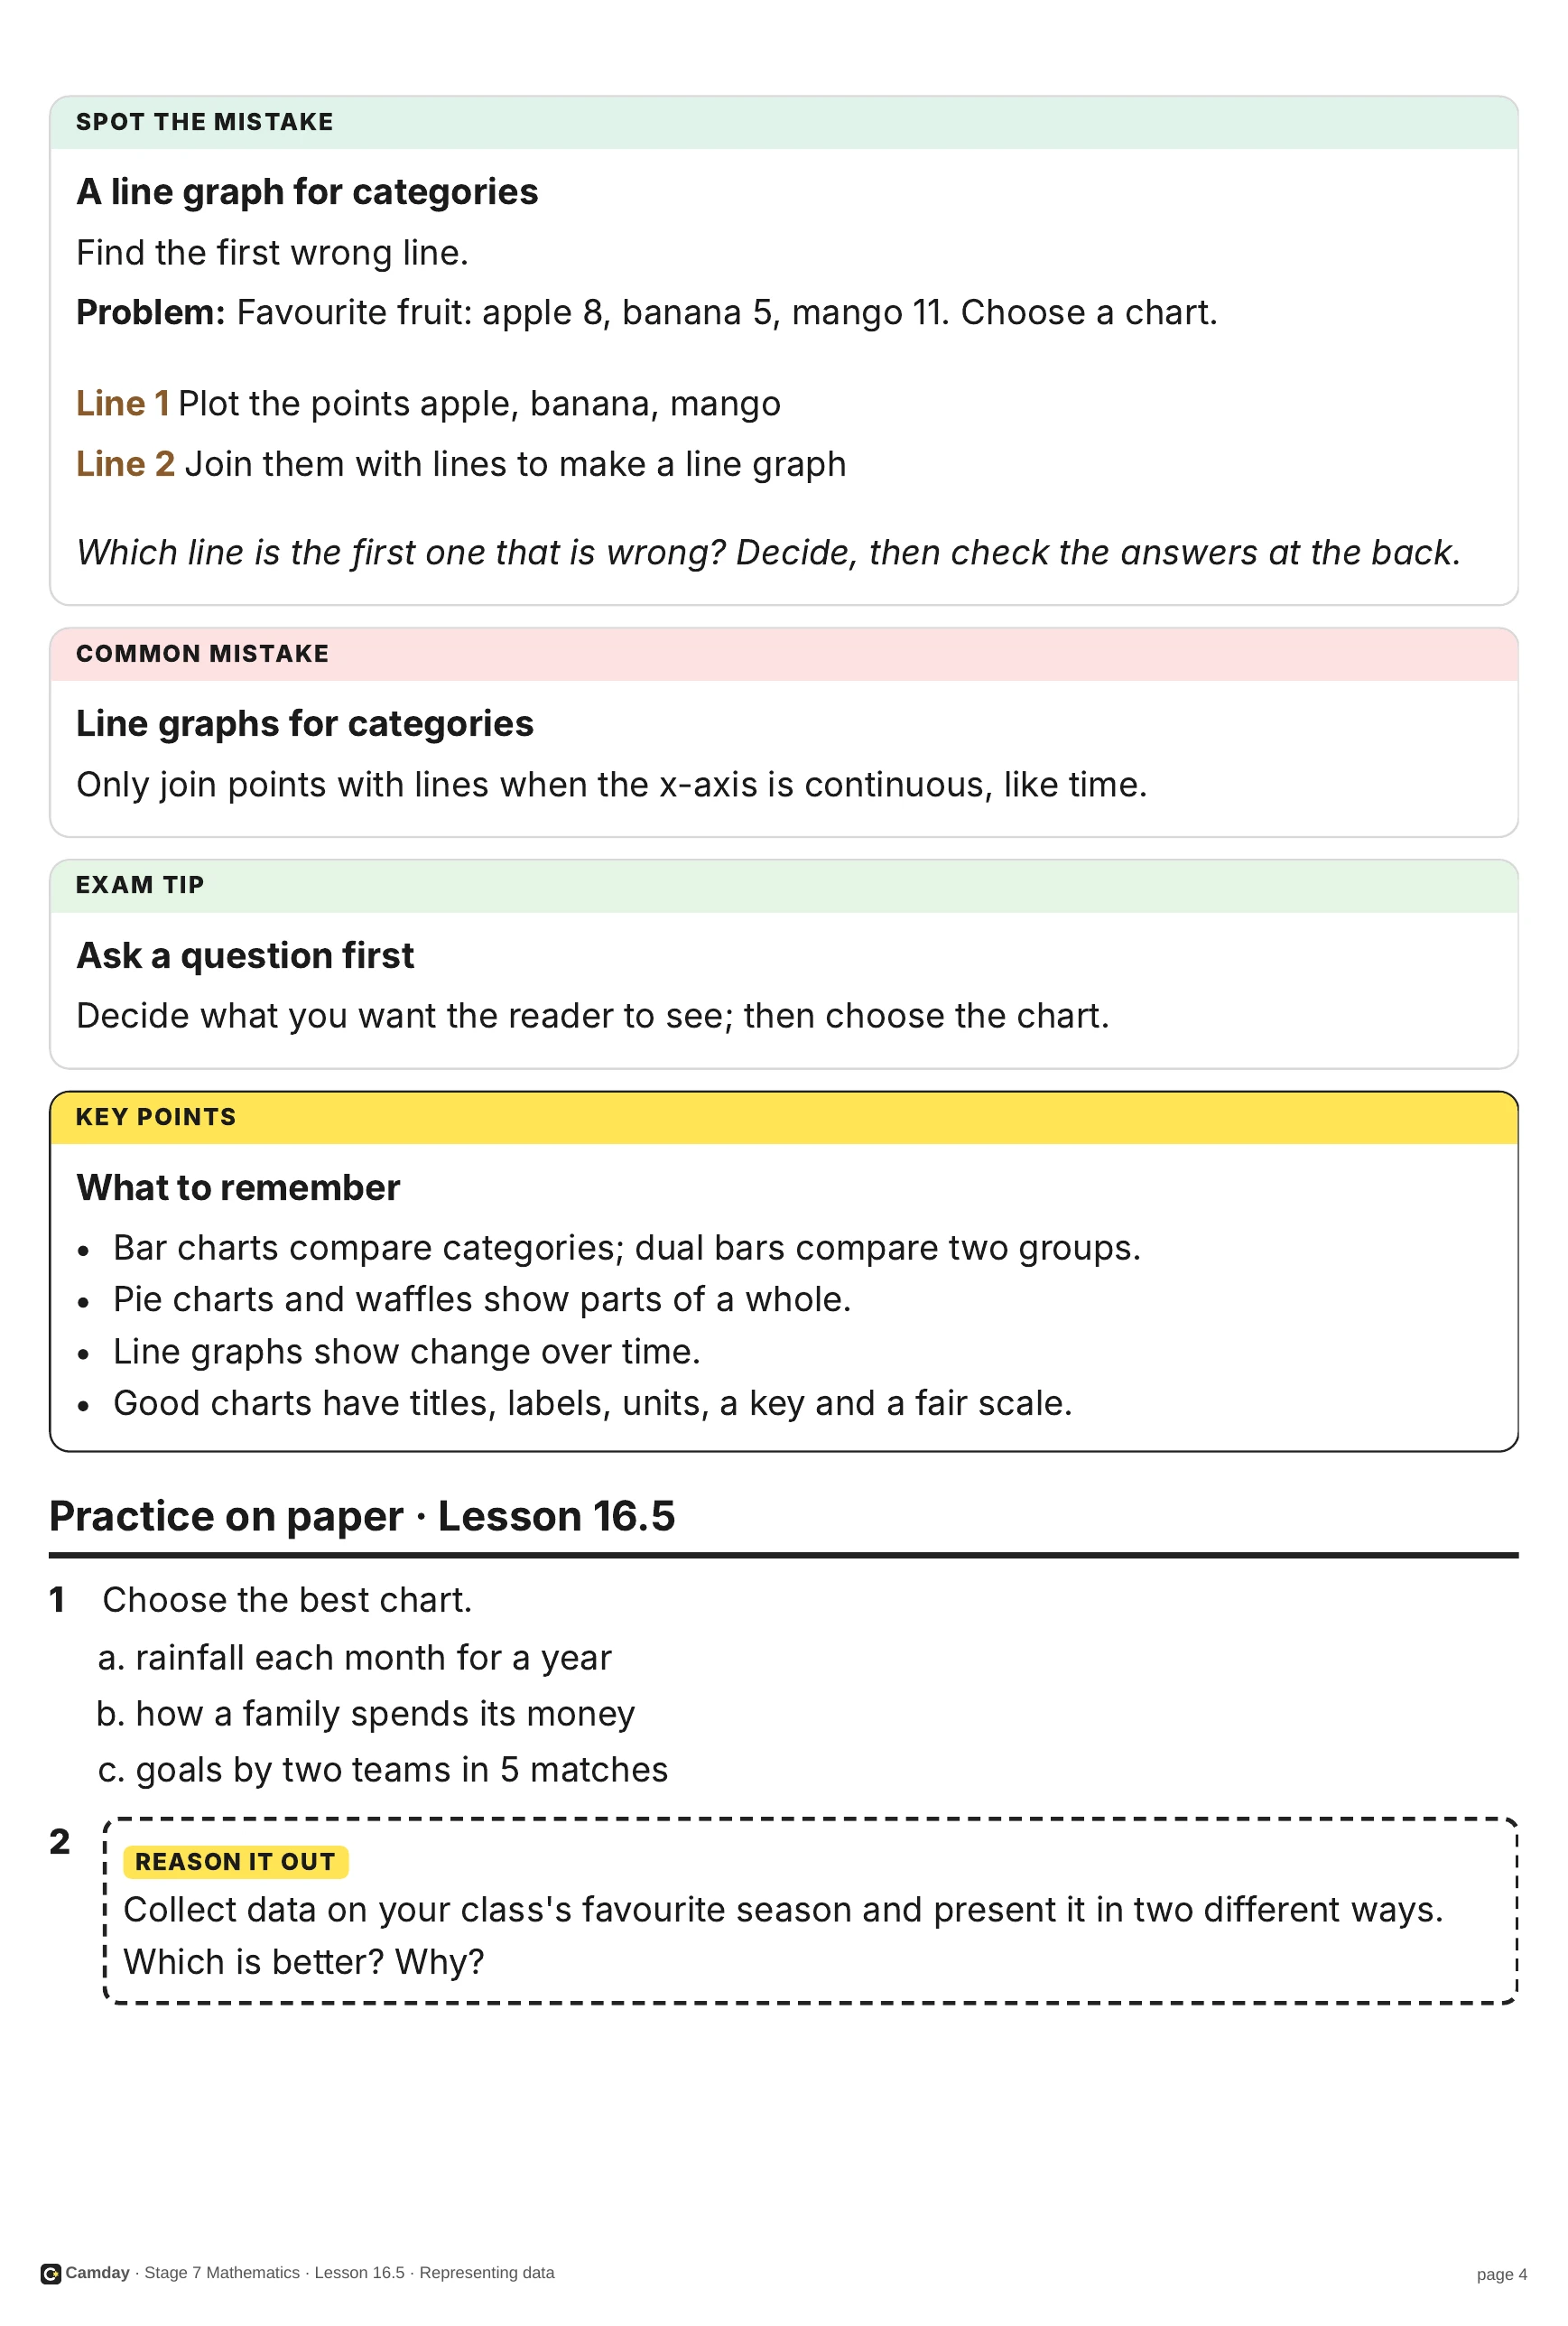 SPOT THE MISTAKE
A line graph for categories
Find the first wrong line.
Problem: Favourite fruit: apple 8, banana 5, mango 11. Choose a chart.
Line 1 Plot the points apple, banana, mango
Line 2 Join them with lines to make a line graph
Which line is the first one that is wrong? Decide, then check the answers at the back.
COMMON MISTAKE
Line graphs for categories
Only join points with lines when the x-axis is continuous, like time.
EXAM TIP
Ask a question first
Decide what you want the reader to see; then choose the chart.
KEY POINTS
What to remember
• Bar charts compare categories; dual bars compare two groups.
• Pie charts and waffles show parts of a whole.
• Line graphs show change over time.
• Good charts have titles, labels, units, a key and a fair scale.
Practice on paper · Lesson 16.5
1 Choose the best chart.
a. rainfall each month for a year
b. how a family spends its money
c. goals by two teams in 5 matches
2 REASON IT OUT
Collect data on your class's favourite season and present it in two different ways.
Which is better? Why?
Camday · Stage 7 Mathematics · Lesson 16.5 · Representing data page 4